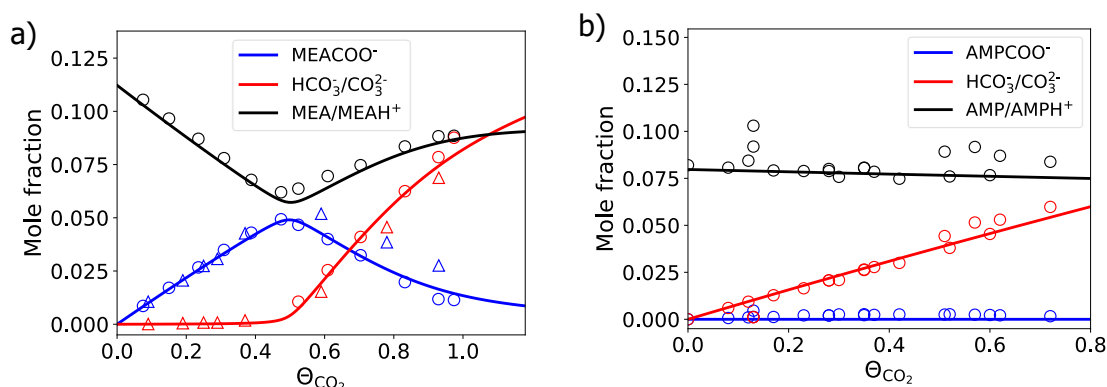 a)
MEACOO⁻
HCO₃⁻/CO₃²⁻
MEA/MEAH⁺
Mole fraction
0.125
0.100
0.075
0.050
0.025
0.000
0.0 0.2 0.4 0.6 0.8 1.0
Θ_CO₂
b)
AMPCOO⁻
HCO₃⁻/CO₃²⁻
AMP/AMPH⁺
Mole fraction
0.150
0.125
0.100
0.075
0.050
0.025
0.000
0.0 0.2 0.4 0.6 0.8
Θ_CO₂